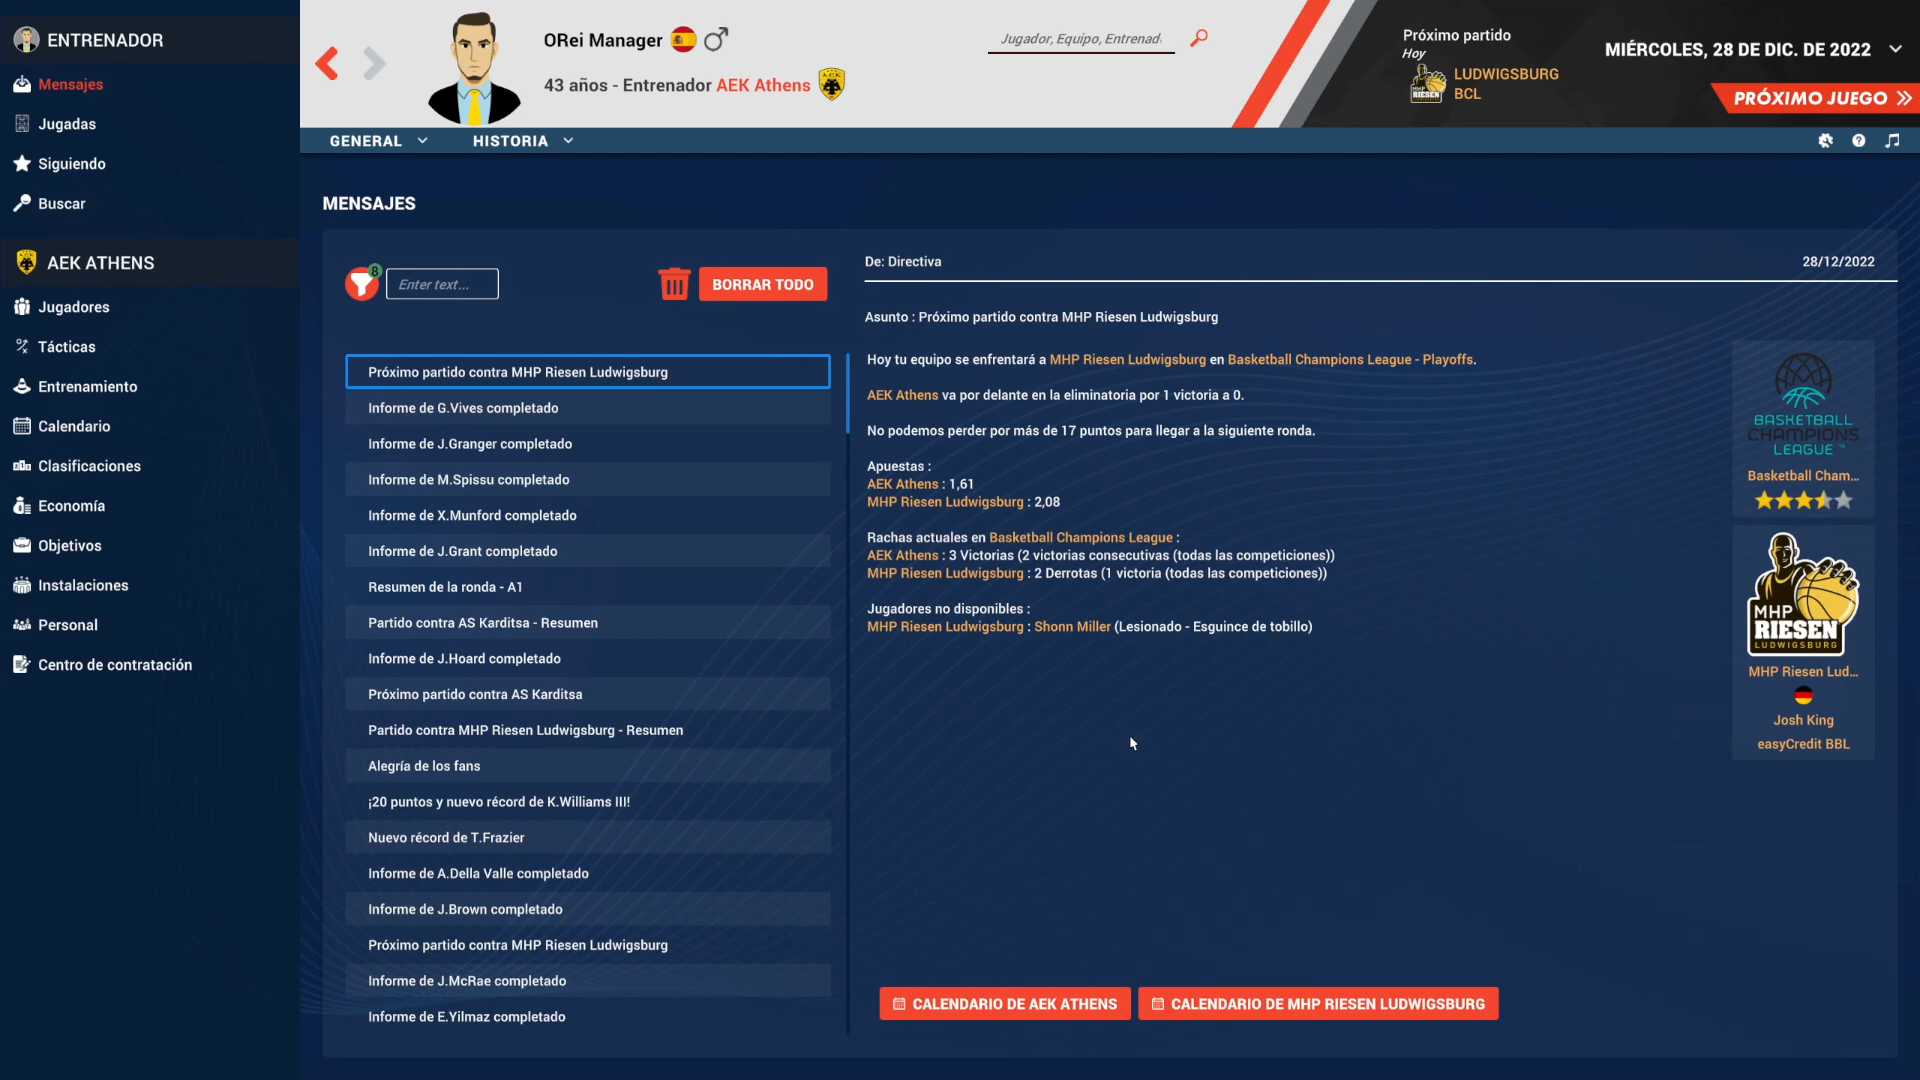 ENTRENADOR
Mensajes
Jugadas
Siguiendo
Buscar
AEK ATHENS
Jugadores
Tácticas
Entrenamiento
Calendario
Clasificaciones
Economía
Objetivos
Instalaciones
Personal
Centro de contratación
ORei Manager
43 años - Entrenador AEK Athens
Jugador, Equipo, Entrenad
Próximo partido
Hoy
LUDWIGSBURG
BCL
MIÉRCOLES, 28 DE DIC. DE 2022
PRÓXIMO JUEGO
GENERAL
HISTORIA
MENSAJES
8
Enter text...
BORRAR TODO
Próximo partido contra MHP Riesen Ludwigsburg
Informe de G.Vives completado
Informe de J.Granger completado
Informe de M.Spissu completado
Informe de X.Munford completado
Informe de J.Grant completado
Resumen de la ronda - A1
Partido contra AS Karditsa - Resumen
Informe de J.Hoard completado
Próximo partido contra AS Karditsa
Partido contra MHP Riesen Ludwigsburg - Resumen
Alegría de los fans
¡20 puntos y nuevo récord de K.Williams III!
Nuevo récord de T.Frazier
Informe de A.Della Valle completado
Informe de J.Brown completado
Próximo partido contra MHP Riesen Ludwigsburg
Informe de J.McRae completado
Informe de E.Yilmaz completado
De: Directiva
28/12/2022
Asunto : Próximo partido contra MHP Riesen Ludwigsburg
Hoy tu equipo se enfrentará a MHP Riesen Ludwigsburg en Basketball Champions League - Playoffs.
AEK Athens va por delante en la eliminatoria por 1 victoria a 0.
No podemos perder por más de 17 puntos para llegar a la siguiente ronda.
Apuestas :
AEK Athens : 1,61
MHP Riesen Ludwigsburg : 2,08
Rachas actuales en Basketball Champions League :
AEK Athens : 3 Victorias (2 victorias consecutivas (todas las competiciones))
MHP Riesen Ludwigsburg : 2 Derrotas (1 victoria (todas las competiciones))
Jugadores no disponibles :
MHP Riesen Ludwigsburg : Shonn Miller (Lesionado - Esguince de tobillo)
BASKETBALL
CHAMPIONS
LEAGUE ™
Basketball Cham...
MHP
RIESEN
LUDWIGSBURG
MHP Riesen Lud...
Josh King
easyCredit BBL
CALENDARIO DE AEK ATHENS
CALENDARIO DE MHP RIESEN LUDWIGSBURG